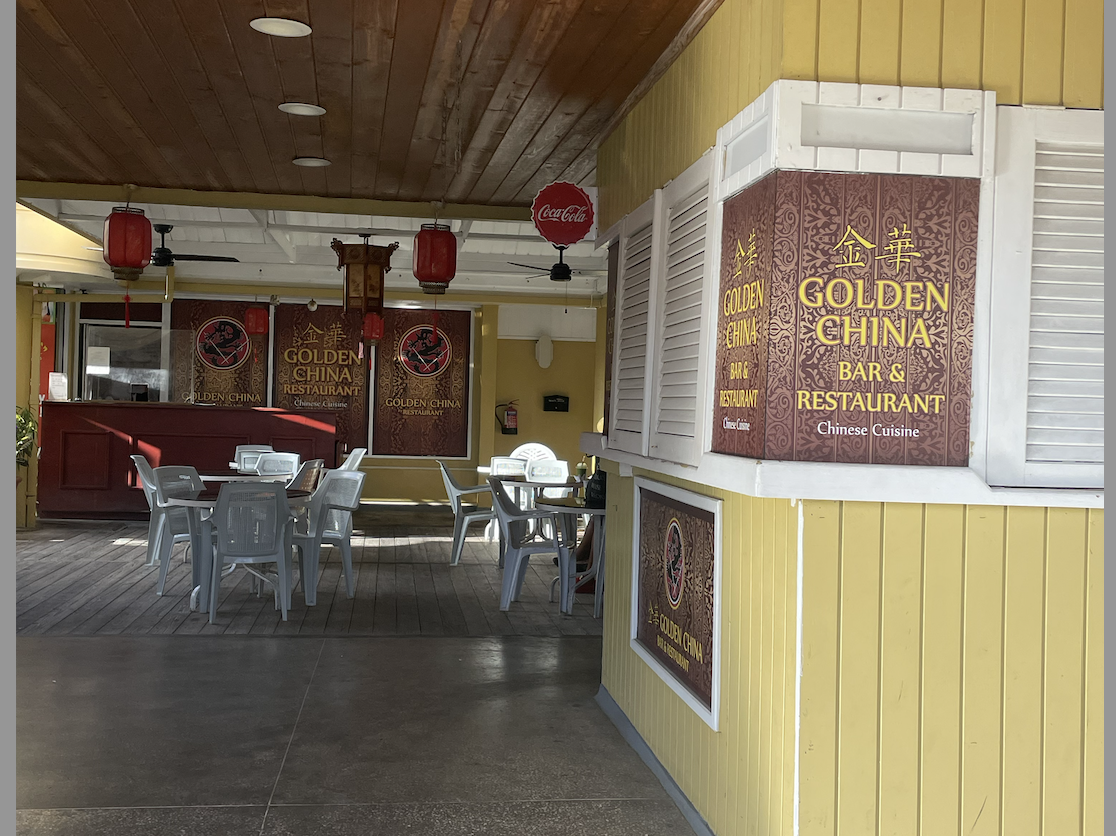 Coca-Cola
金華
GOLDEN
CHINA
BAR &
RESTAURANT
Chinese Cuisine
金華
GOLDEN
CHINA
BAR &
RESTAURANT
Chinese Cuisine
GOLDEN CHINA
金華
GOLDEN
CHINA
RESTAURANT
Chinese Cuisine
GOLDEN CHINA
RESTAURANT
金華 GOLDEN CHINA
BAR & RESTAURANT